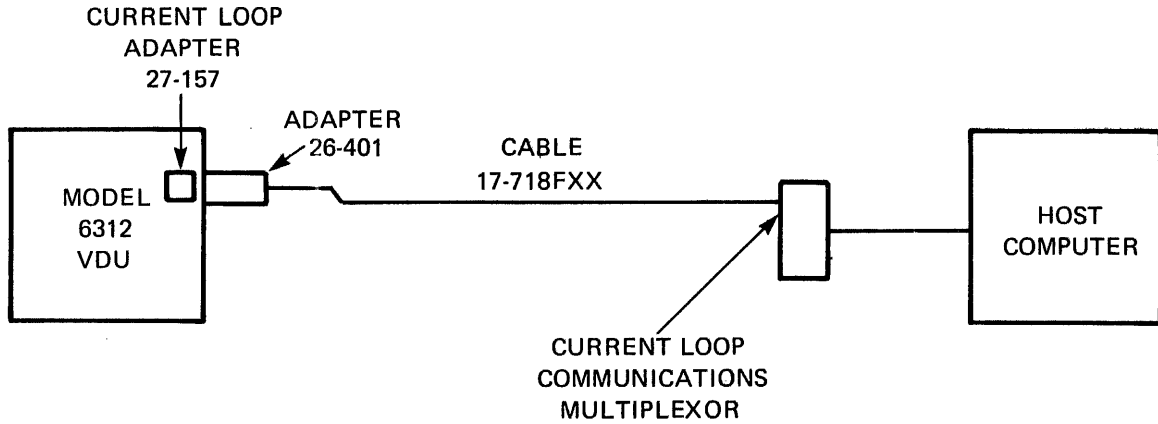 CURRENT LOOP
ADAPTER
27-157
ADAPTER
26-401
CABLE
17-718FXX
MODEL
6312
VDU
HOST
COMPUTER
CURRENT LOOP
COMMUNICATIONS
MULTIPLEXOR